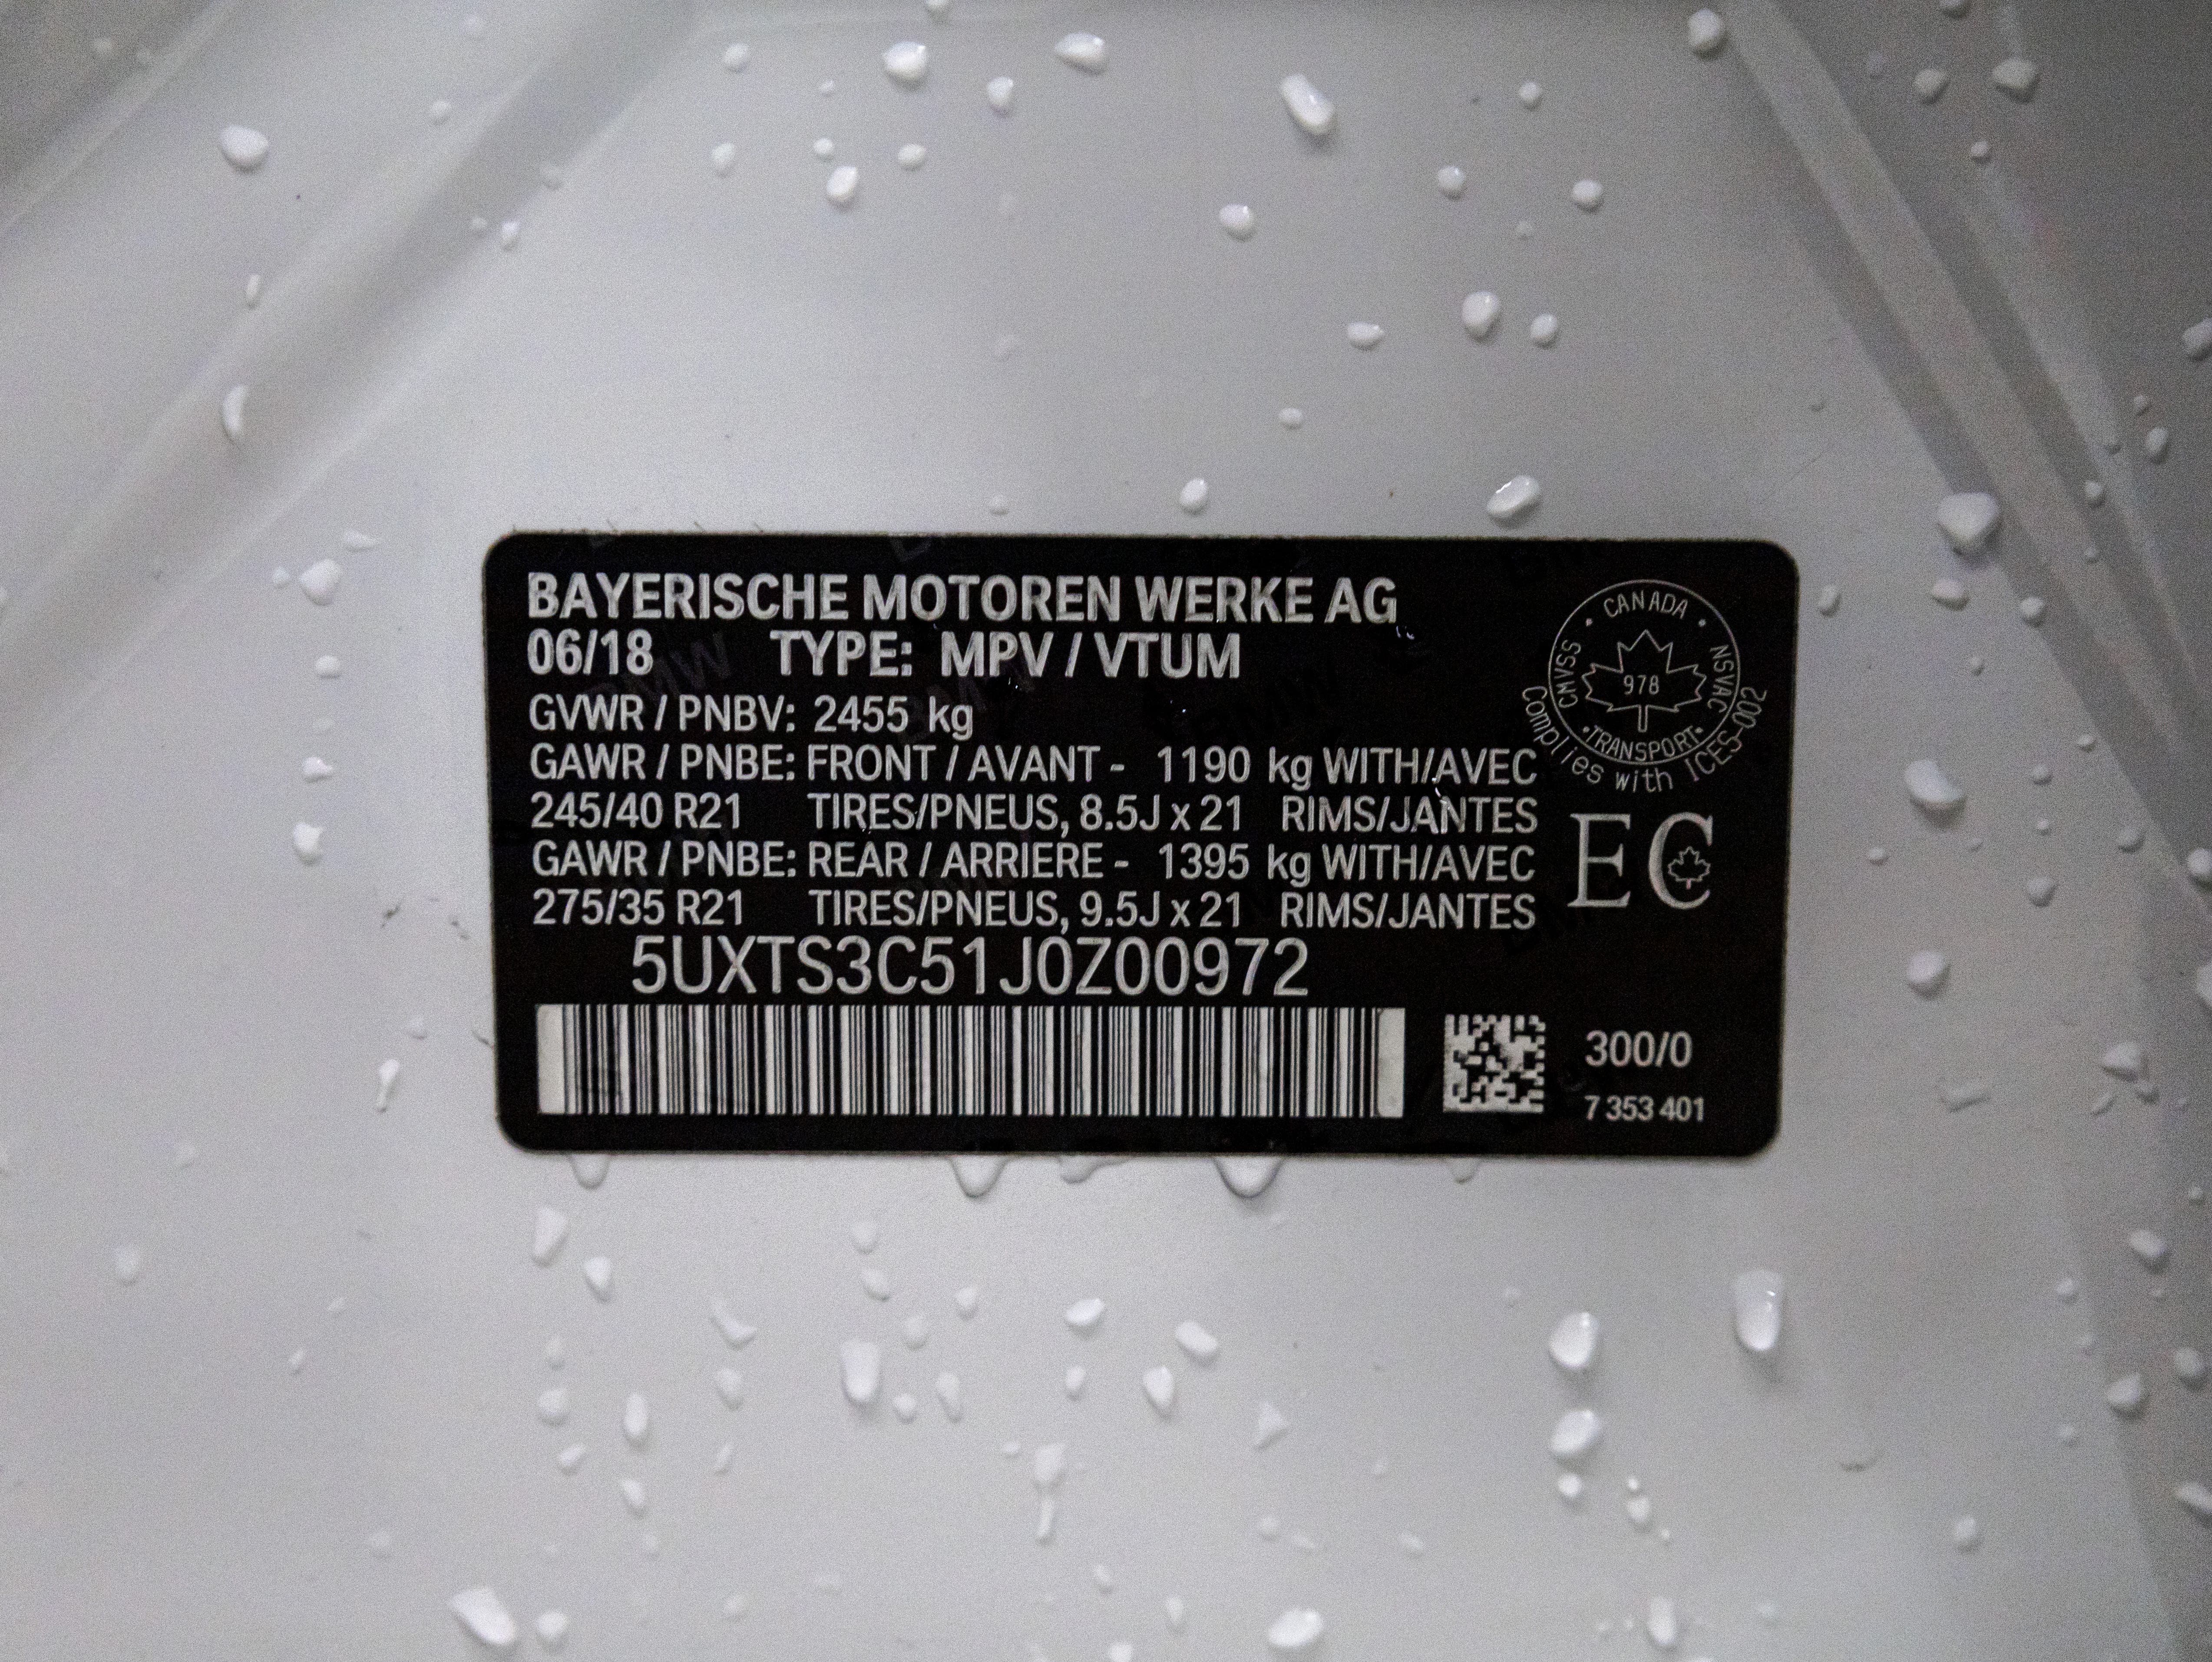 BAYERISCHE MOTOREN WERKE AG
06/18 TYPE: MPV / VTUM
GVWR / PNBV: 2455 kg
GAWR / PNBE: FRONT / AVANT - 1190 kg WITH/AVEC
245/40 R21 TIRES/PNEUS, 8.5J x 21 RIMS/JANTES
GAWR / PNBE: REAR / ARRIERE - 1395 kg WITH/AVEC
275/35 R21 TIRES/PNEUS, 9.5J x 21 RIMS/JANTES
5UXTS3C51J0Z00972
CANADA
CMVSS
NSVAC
978
TRANSPORT
Complies with ICES-002
EC
300/0
7 353 401